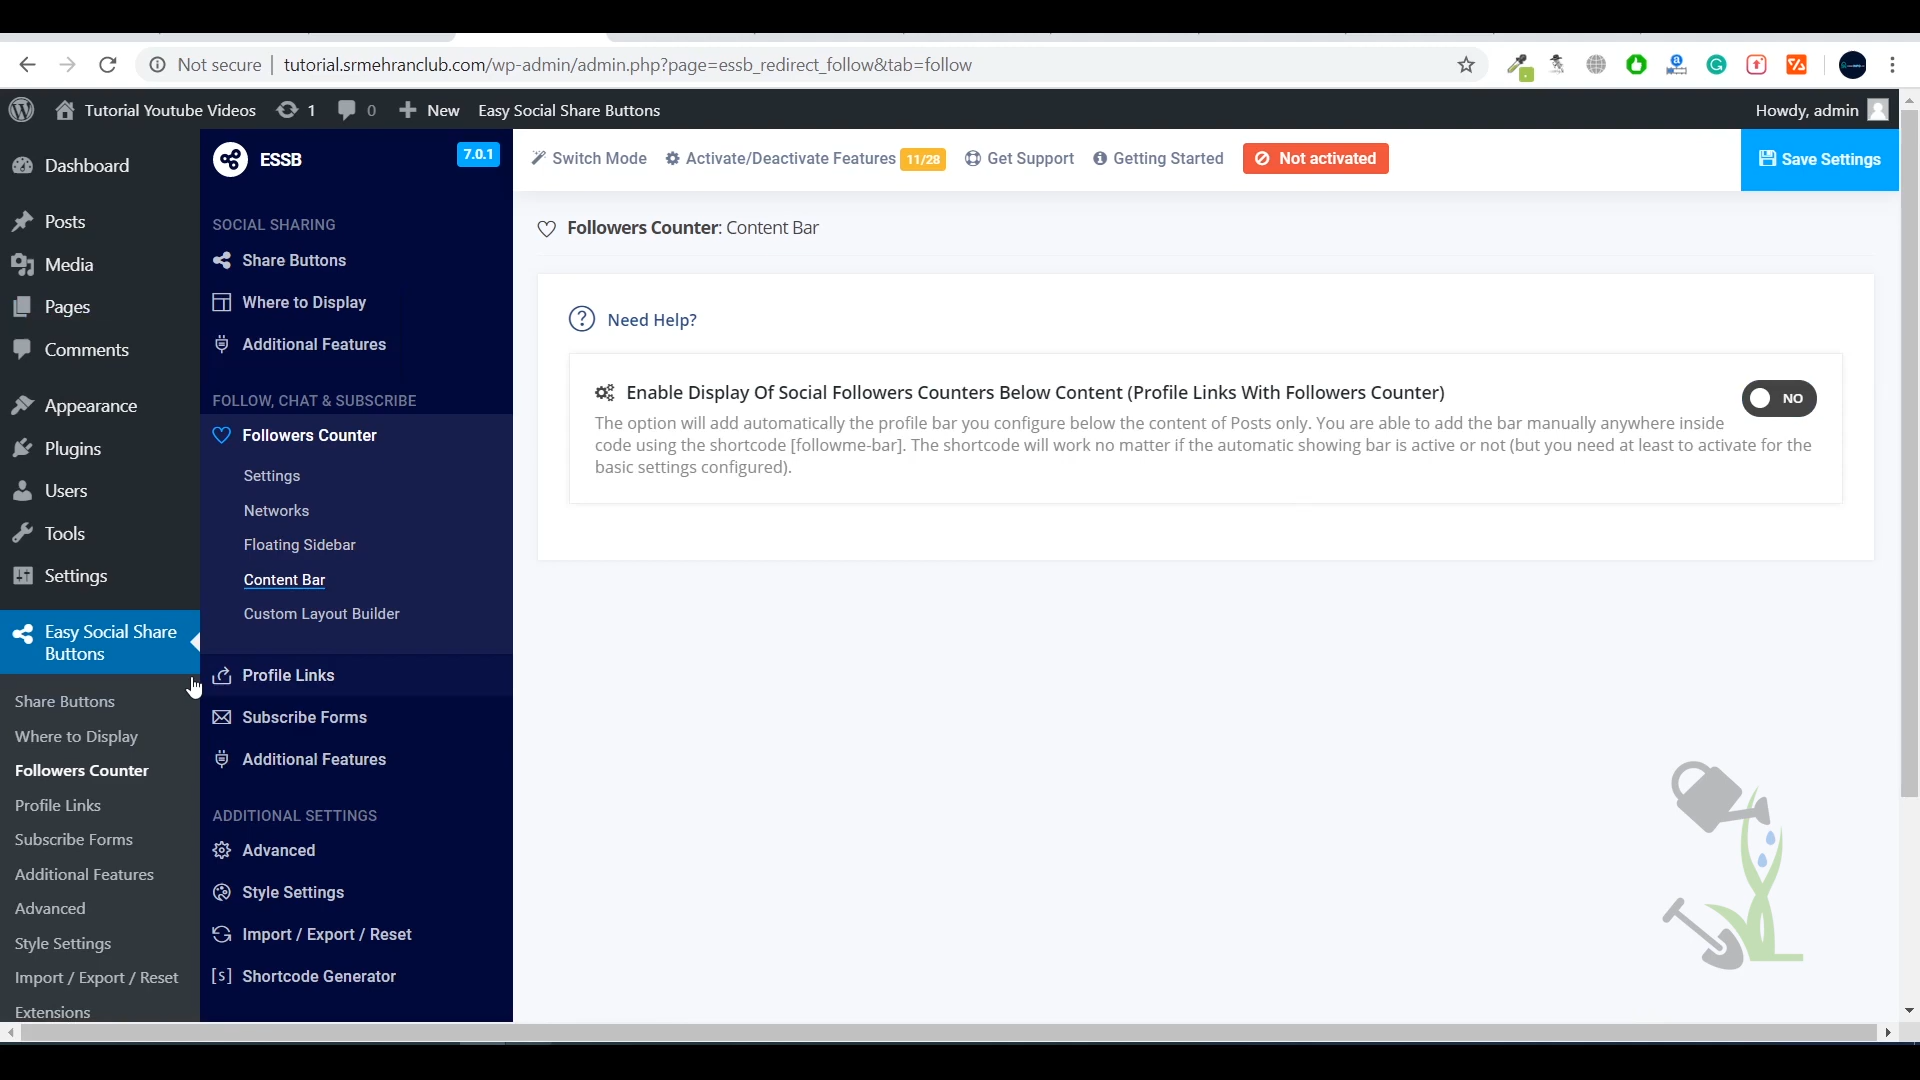 Not secure | tutorial.srmehranclub.com/wp-admin/admin.php?page=essb_redirect_follow&tab=follow
Tutorial Youtube Videos 1 0 New Easy Social Share Buttons Howdy, admin
Dashboard
Posts
Media
Pages
Comments
Appearance
Plugins
Users
Tools
Settings
Easy Social Share
Buttons
Share Buttons
Where to Display
Followers Counter
Profile Links
Subscribe Forms
Additional Features
Advanced
Style Settings
Import / Export / Reset
Extensions
ESSB 7.0.1
SOCIAL SHARING
Share Buttons
Where to Display
Additional Features
FOLLOW, CHAT & SUBSCRIBE
Followers Counter
Settings
Networks
Floating Sidebar
Content Bar
Custom Layout Builder
Profile Links
Subscribe Forms
Additional Features
ADDITIONAL SETTINGS
Advanced
Style Settings
Import / Export / Reset
[s] Shortcode Generator
Switch Mode Activate/Deactivate Features 11/28 Get Support Getting Started Not activated Save Settings
Followers Counter: Content Bar
Need Help?
Enable Display Of Social Followers Counters Below Content (Profile Links With Followers Counter) NO
The option will add automatically the profile bar you configure below the content of Posts only. You are able to add the bar manually anywhere inside
code using the shortcode [followme-bar]. The shortcode will work no matter if the automatic showing bar is active or not (but you need at least to activate for the
basic settings configured).